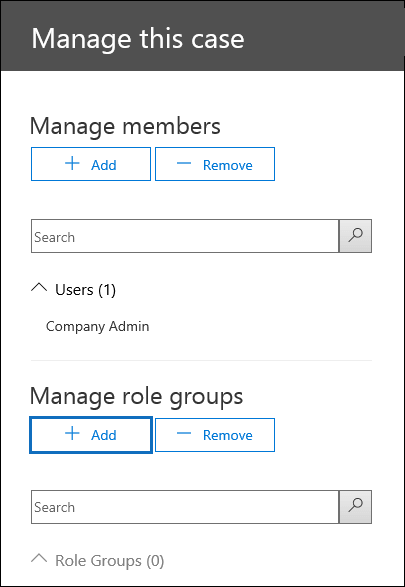 Manage this case
Manage members
+ Add — Remove
Search
Users (1)
Company Admin
Manage role groups
+ Add — Remove
Search
Role Groups (0)